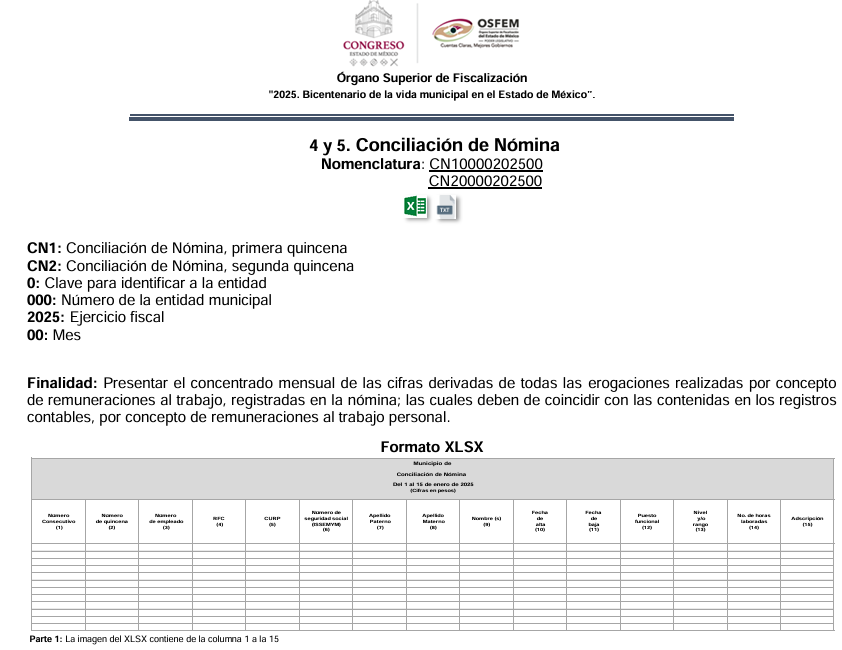 CONGRESO
ESTADO DE MÉXICO
OSFEM
Cuentas Claras, Mejores Gobiernos
Órgano Superior de Fiscalización
"2025. Bicentenario de la vida municipal en el Estado de México".
4 y 5. Conciliación de Nómina
Nomenclatura: CN10000202500
CN20000202500
TXT
CN1: Conciliación de Nómina, primera quincena
CN2: Conciliación de Nómina, segunda quincena
0: Clave para identificar a la entidad
000: Número de la entidad municipal
2025: Ejercicio fiscal
00: Mes
Finalidad: Presentar el concentrado mensual de las cifras derivadas de todas las erogaciones realizadas por concepto
de remuneraciones al trabajo, registradas en la nómina; las cuales deben de coincidir con las contenidas en los registros
contables, por concepto de remuneraciones al trabajo personal.
Formato XLSX
Municipio de
Conciliación de Nómina
Del 1 al 15 de enero de 2025
(Cifras en pesos)
Número Consecutivo (1)
Número de quincena (2)
Número de empleado (3)
RFC (4)
CURP (5)
Número de seguridad social (ISSEMYM) (6)
Apellido Paterno (7)
Apellido Materno (8)
Nombre (s) (9)
Fecha de alta (10)
Fecha de baja (11)
Puesto funcional (12)
Nivel y/o rango (13)
No. de horas laboradas (14)
Adscripción (15)
Parte 1: La imagen del XLSX contiene de la columna 1 a la 15